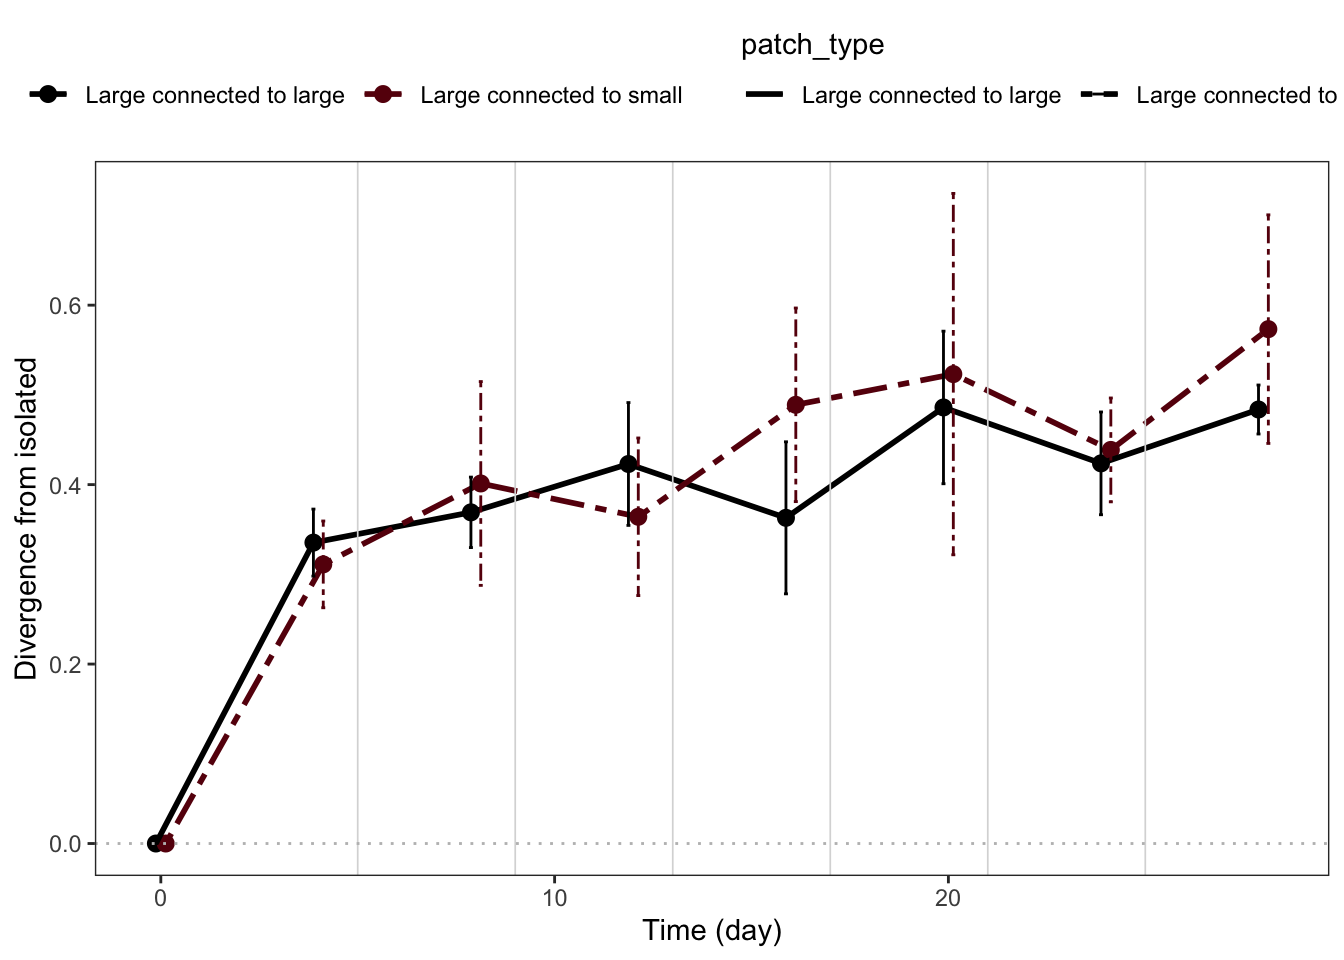 patch_type
Large connected to large Large connected to small Large connected to large Large connected to
Divergence from isolated
0.6
0.4
0.2
0.0
0 10 20
Time (day)